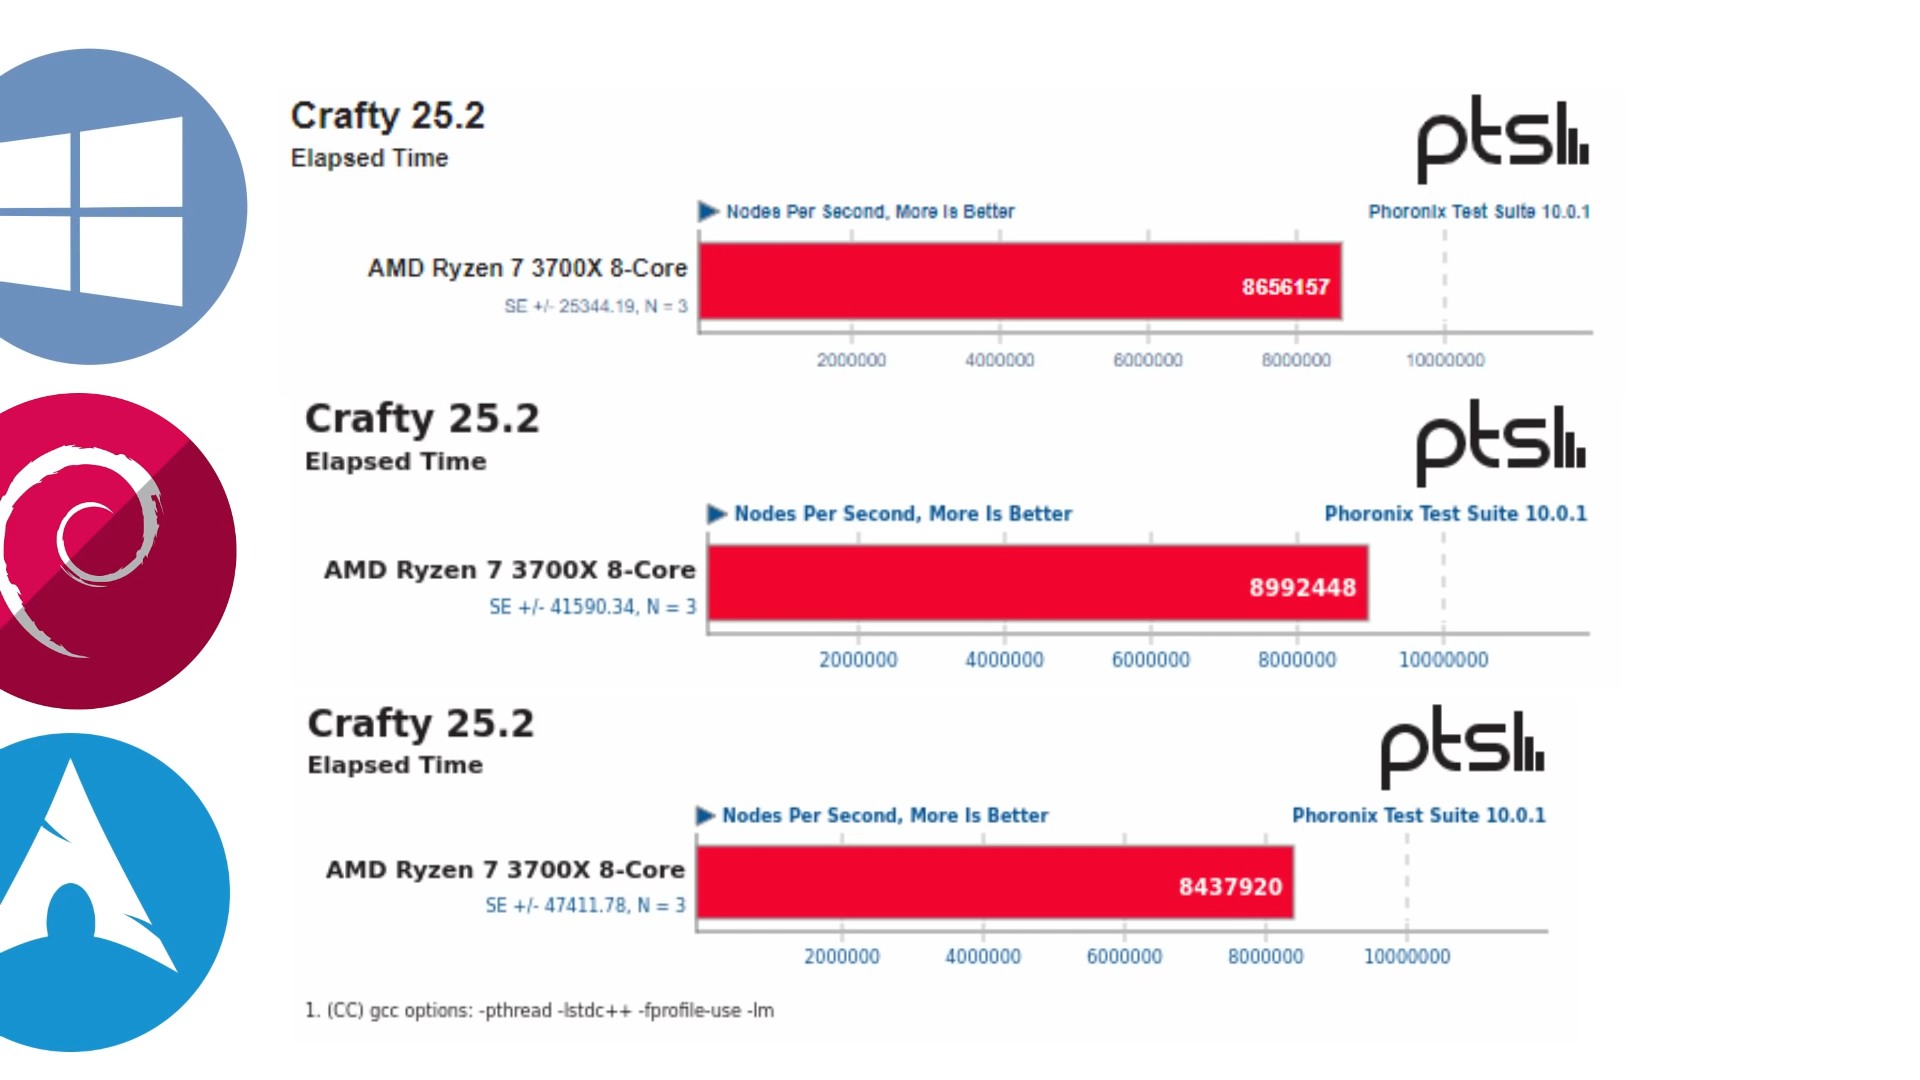 Crafty 25.2
Elapsed Time
ptsl
Nodes Per Second, More Is Better
Phoronix Test Suite 10.0.1
AMD Ryzen 7 3700X 8-Core
SE +/- 25344.19, N = 3
8656157
2000000 4000000 6000000 8000000 10000000
Crafty 25.2
Elapsed Time
ptsl
Nodes Per Second, More Is Better
Phoronix Test Suite 10.0.1
AMD Ryzen 7 3700X 8-Core
SE +/- 41590.34, N = 3
8992448
2000000 4000000 6000000 8000000 10000000
Crafty 25.2
Elapsed Time
ptsl
Nodes Per Second, More Is Better
Phoronix Test Suite 10.0.1
AMD Ryzen 7 3700X 8-Core
SE +/- 47411.78, N = 3
8437920
2000000 4000000 6000000 8000000 10000000
1. (CC) gcc options: -pthread -lstdc++ -fprofile-use -lm